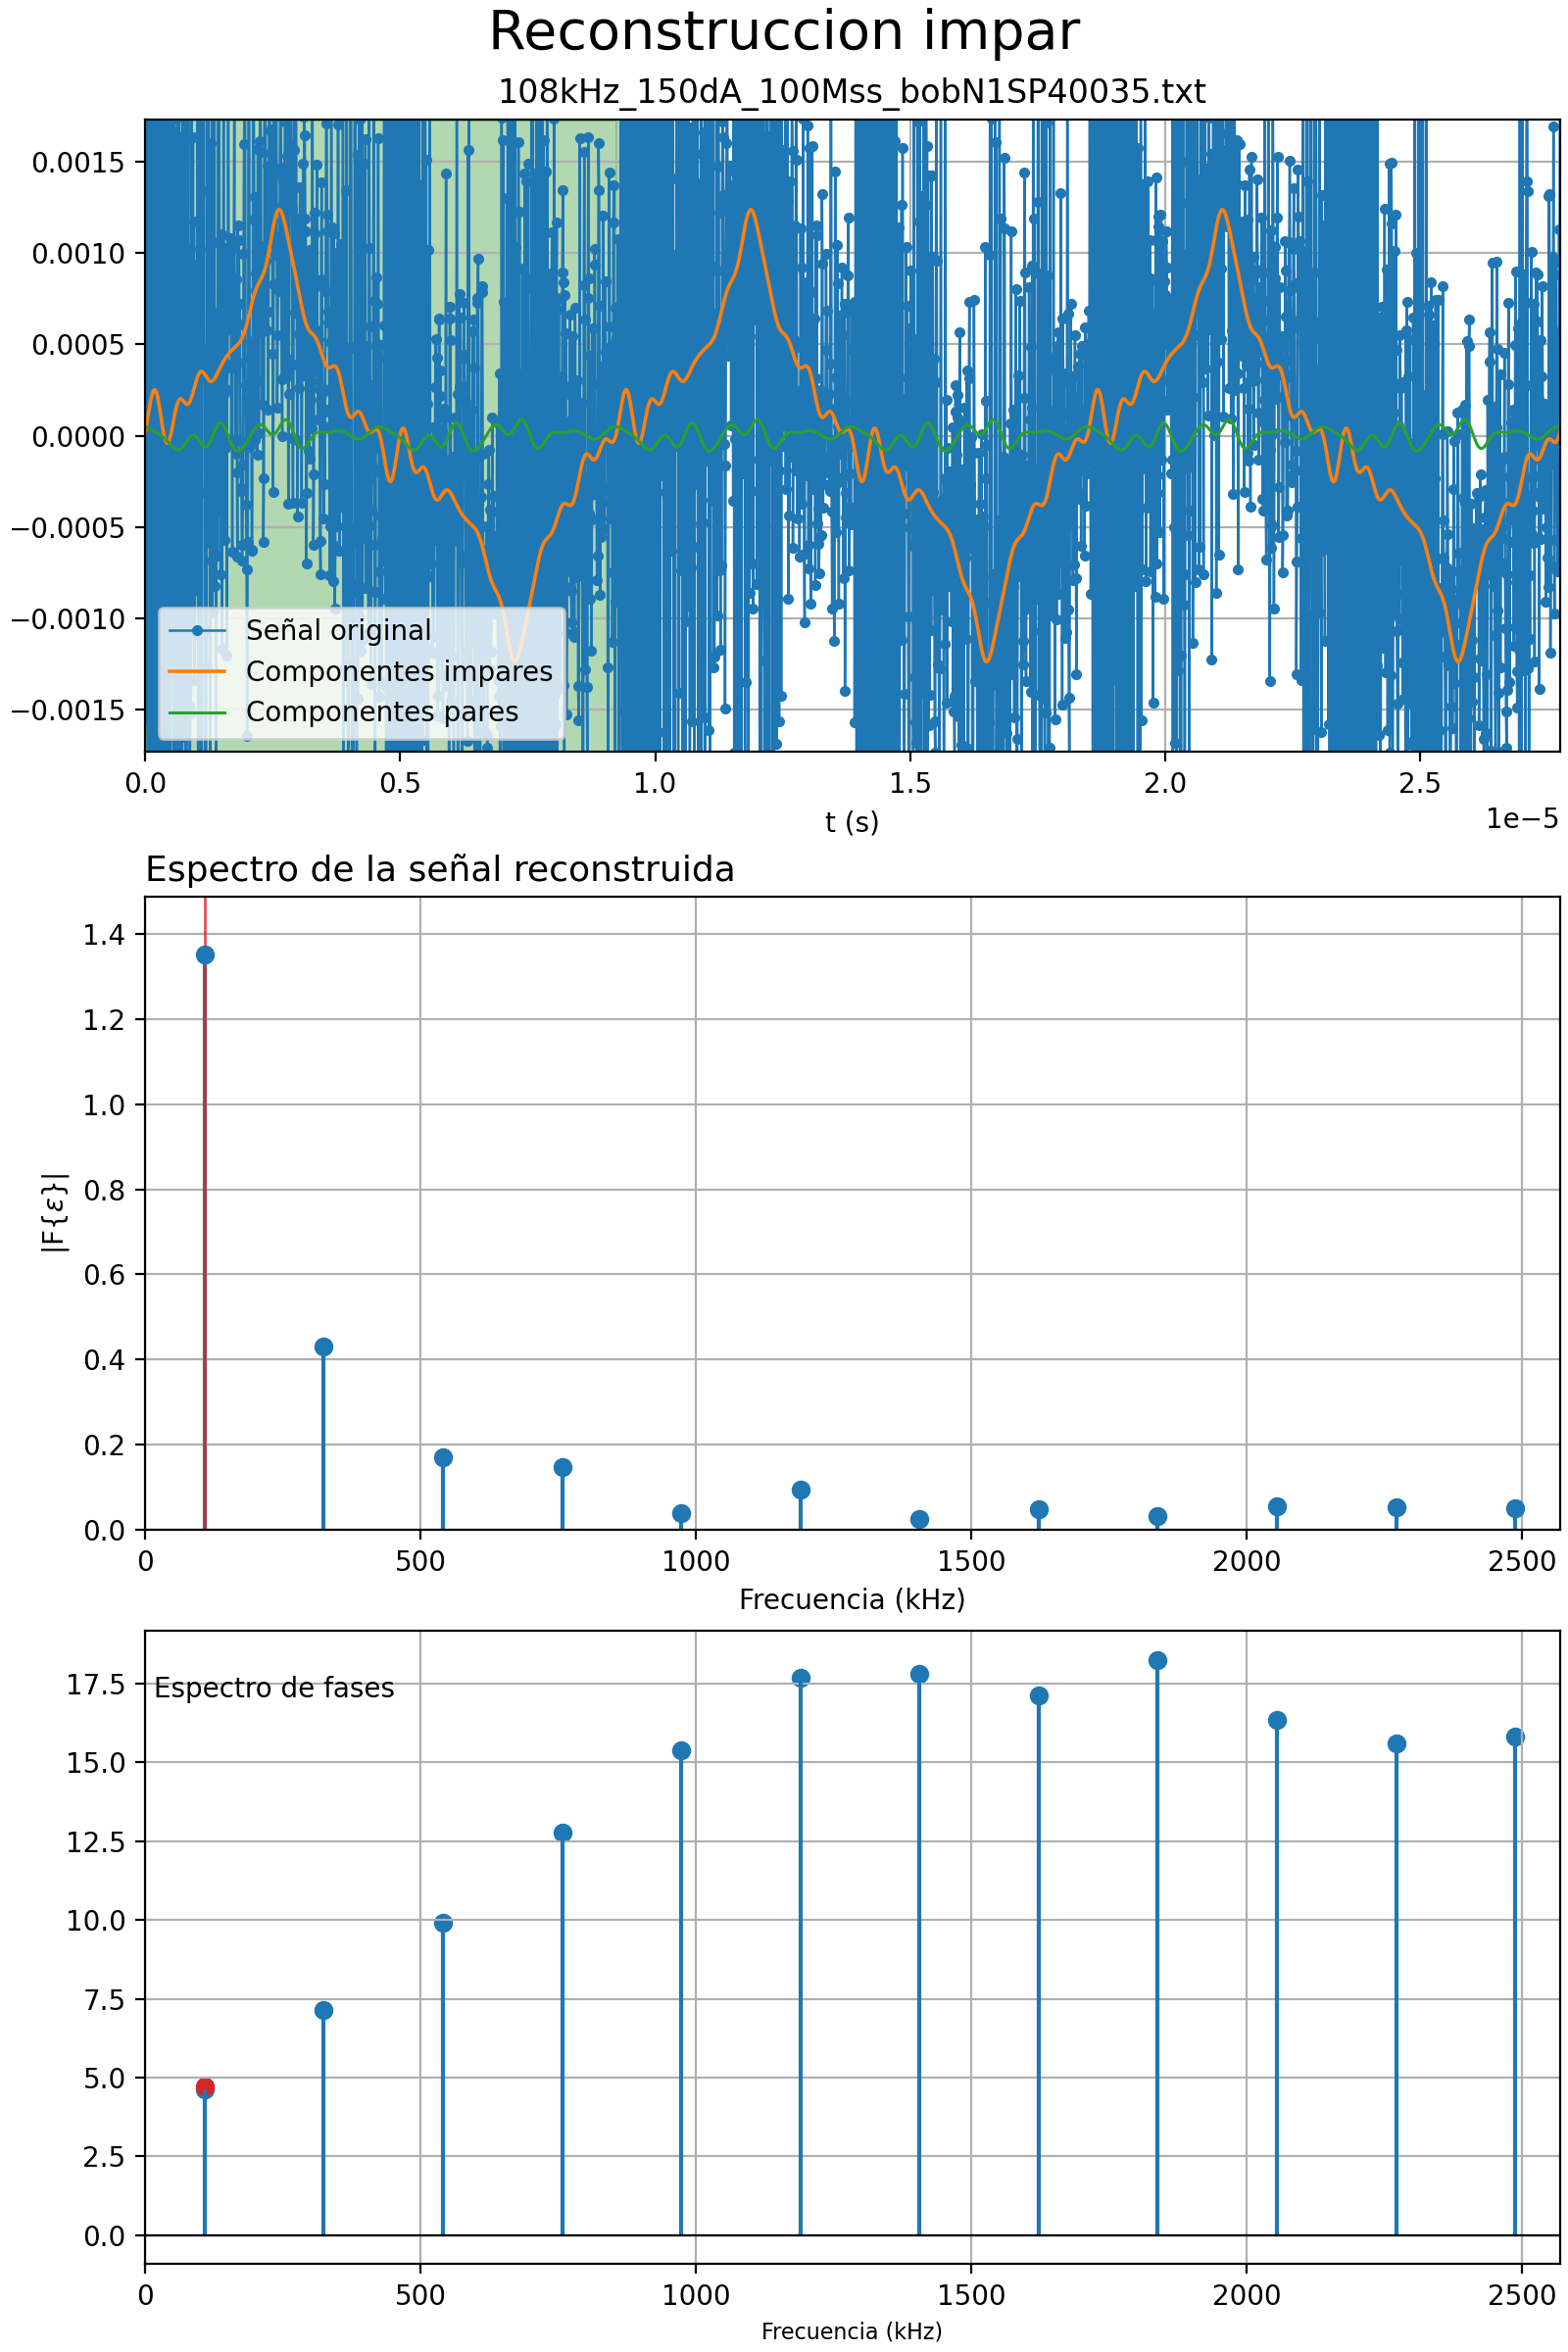 Reconstruccion impar
108kHz_150dA_100Mss_bobN1SP40035.txt
0.0015
0.0010
0.0005
0.0000
−0.0005
−0.0010
−0.0015
Señal original
Componentes impares
Componentes pares
0.0 0.5 1.0 1.5 2.0 2.5
1e−5
t (s)
Espectro de la señal reconstruida
1.4
1.2
1.0
0.8
0.6
0.4
0.2
0.0
|F{ε}|
0 500 1000 1500 2000 2500
Frecuencia (kHz)
Espectro de fases
17.5
15.0
12.5
10.0
7.5
5.0
2.5
0.0
0 500 1000 1500 2000 2500
Frecuencia (kHz)